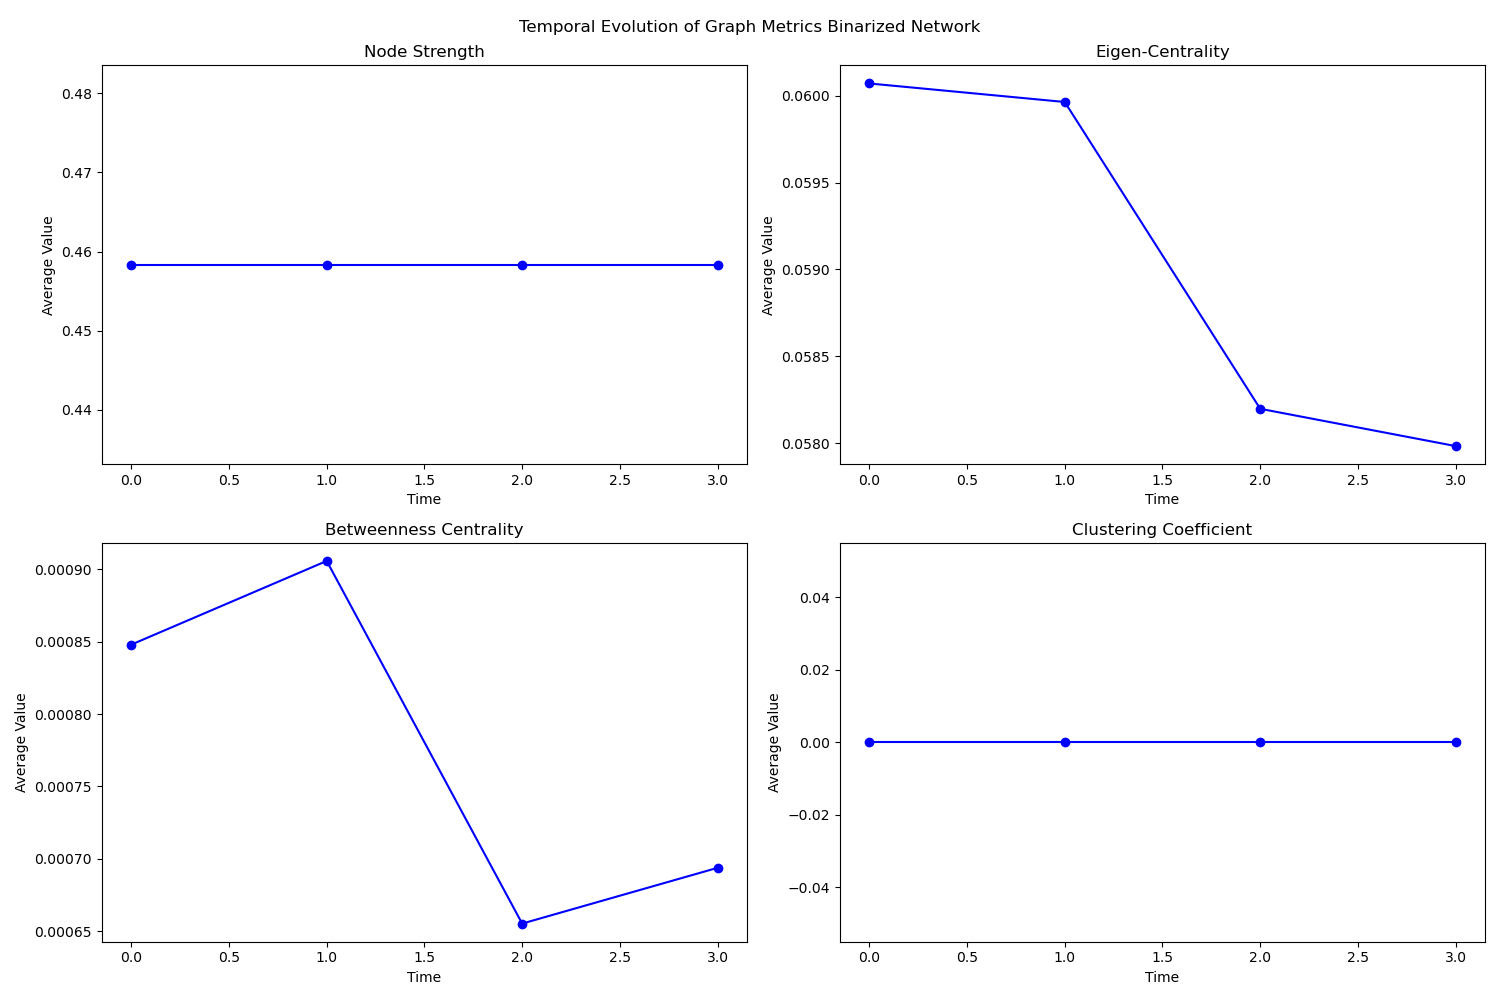 Temporal Evolution of Graph Metrics Binarized Network
Node Strength
0.48
0.47
0.46
0.45
0.44
Average Value
0.0 0.5 1.0 1.5 2.0 2.5 3.0
Time
Eigen-Centrality
0.0600
0.0595
0.0590
0.0585
0.0580
Average Value
0.0 0.5 1.0 1.5 2.0 2.5 3.0
Time
Betweenness Centrality
0.00090
0.00085
0.00080
0.00075
0.00070
0.00065
Average Value
0.0 0.5 1.0 1.5 2.0 2.5 3.0
Time
Clustering Coefficient
0.04
0.02
0.00
−0.02
−0.04
Average Value
0.0 0.5 1.0 1.5 2.0 2.5 3.0
Time